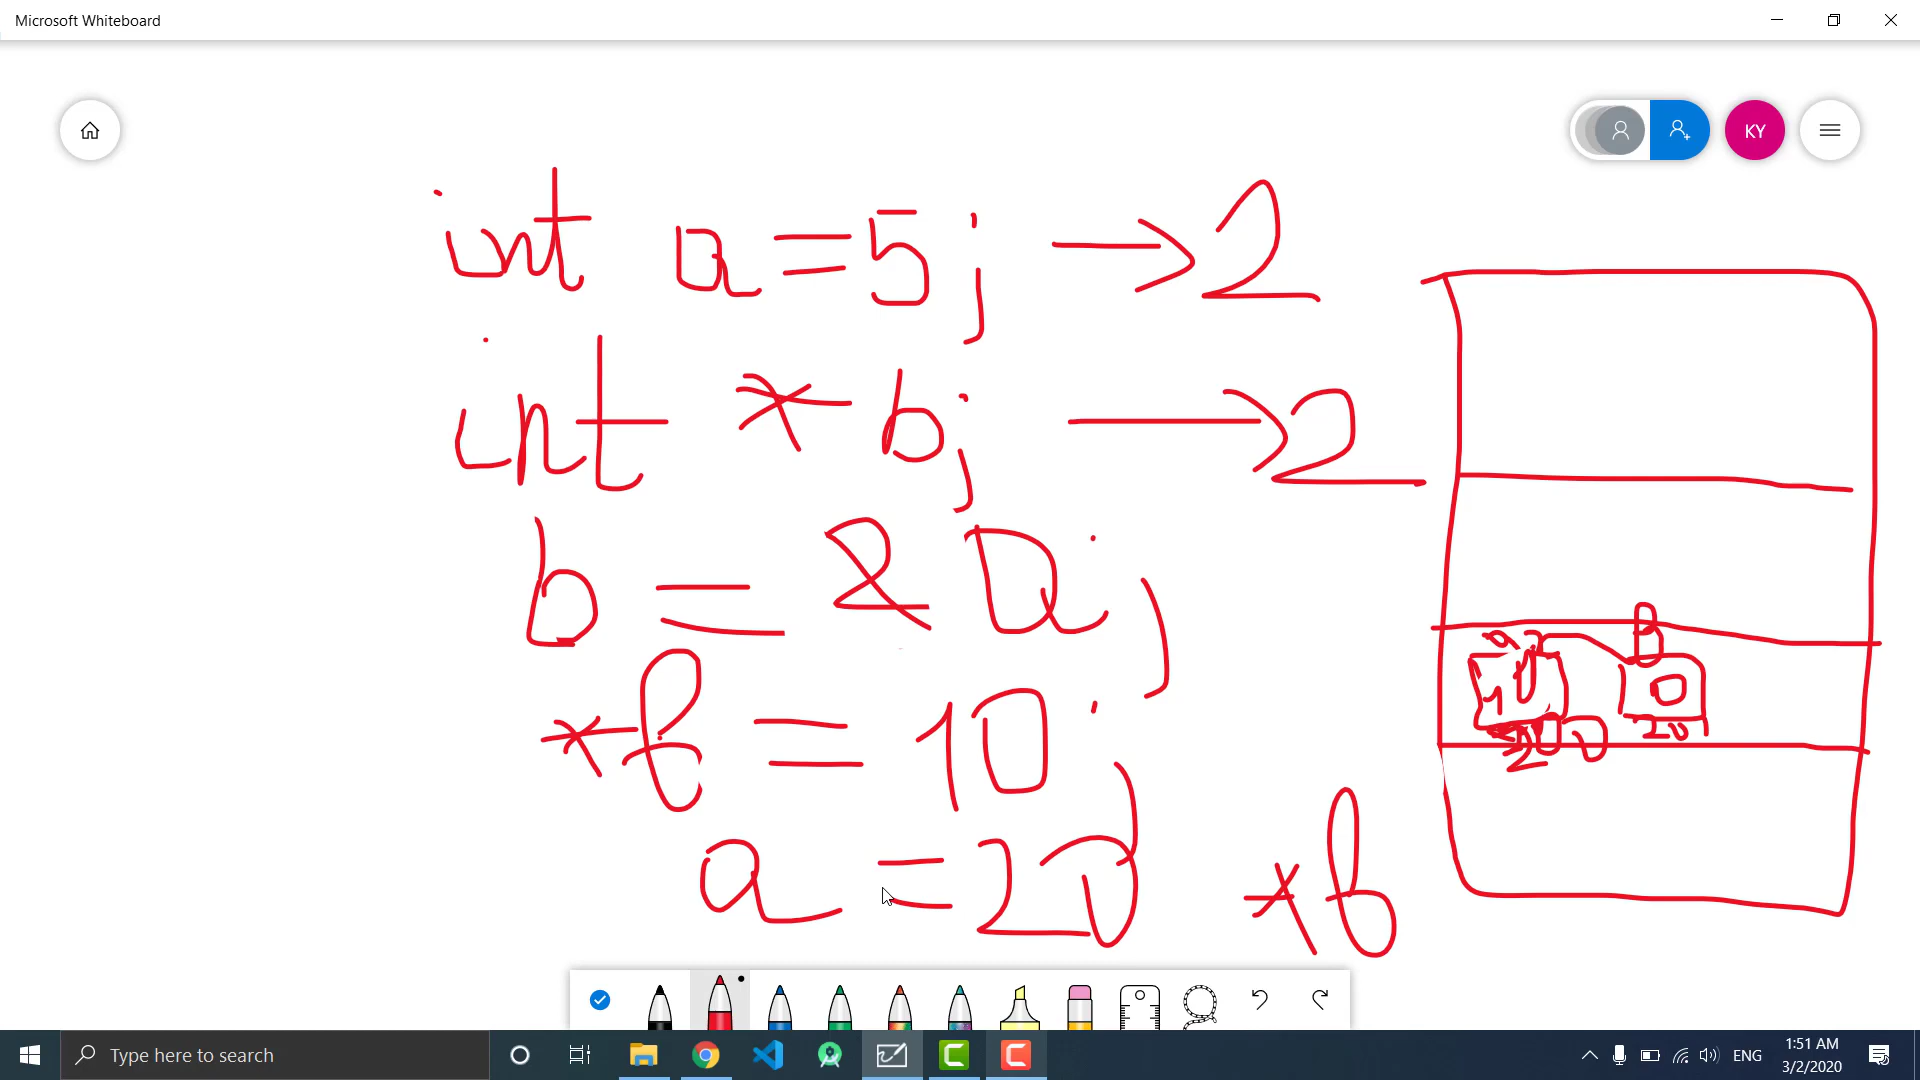 Microsoft Whiteboard
KY
int a = 5; → 2
int *b; → 2
b = & a;
*b = 10;
a = 20
*b
B
20
Type here to search
ENG
1:51 AM
3/2/2020